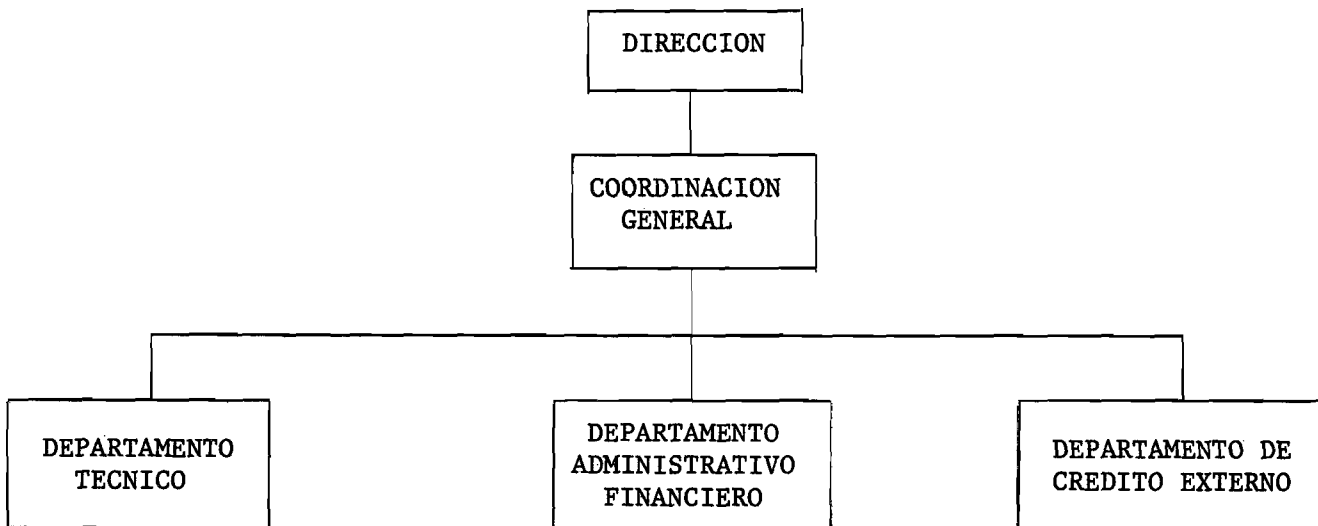 DIRECCION
COORDINACION
GENERAL
DEPARTAMENTO
TECNICO
DEPARTAMENTO
ADMINISTRATIVO
FINANCIERO
DEPARTAMENTO DE
CREDITO EXTERNO